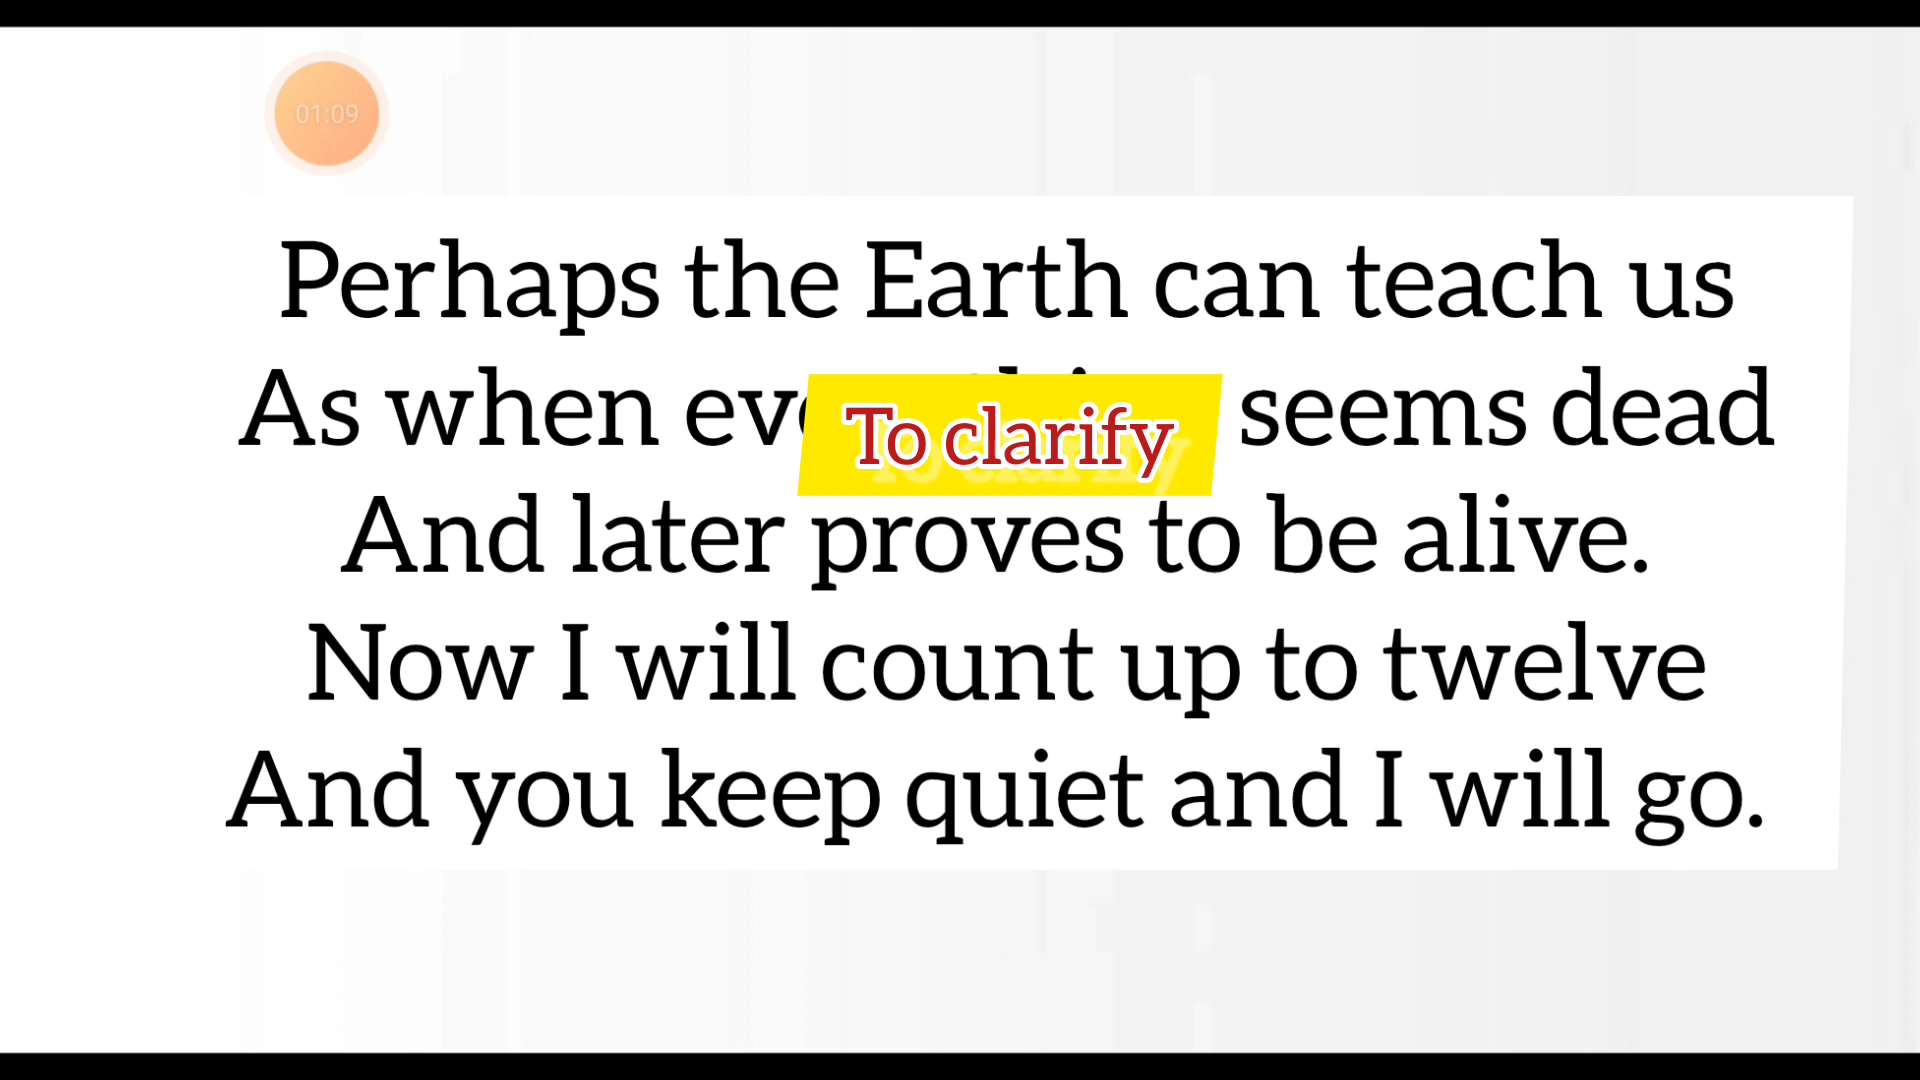 01:09
Perhaps the Earth can teach us
As when seems dead
To clarify
And later proves to be alive.
Now I will count up to twelve
And you keep quiet and I will go.